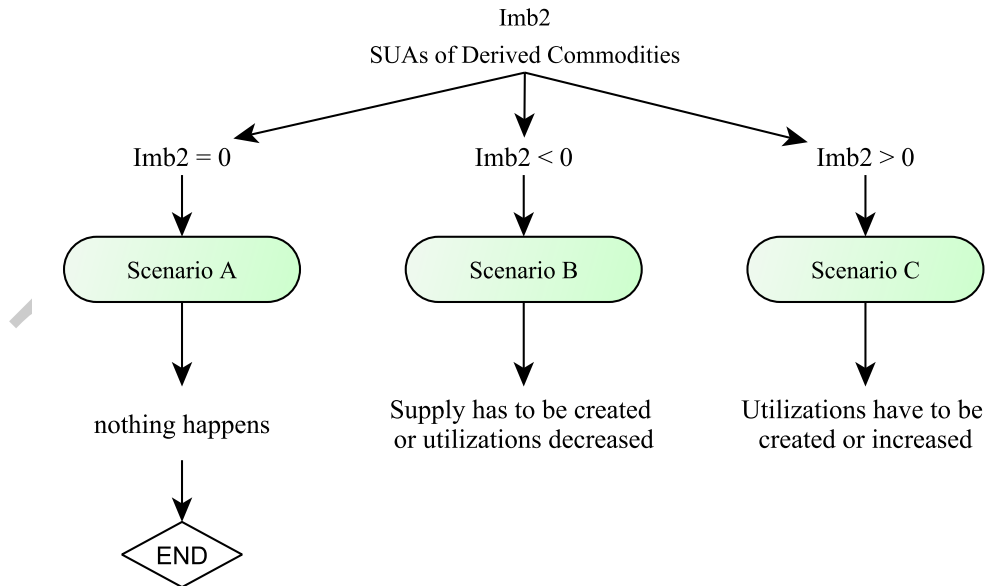 Imb2
SUAs of Derived Commodities
Imb2 = 0
Imb2 < 0
Imb2 > 0
Scenario A
Scenario B
Scenario C
nothing happens
Supply has to be created
or utilizations decreased
Utilizations have to be
created or increased
END